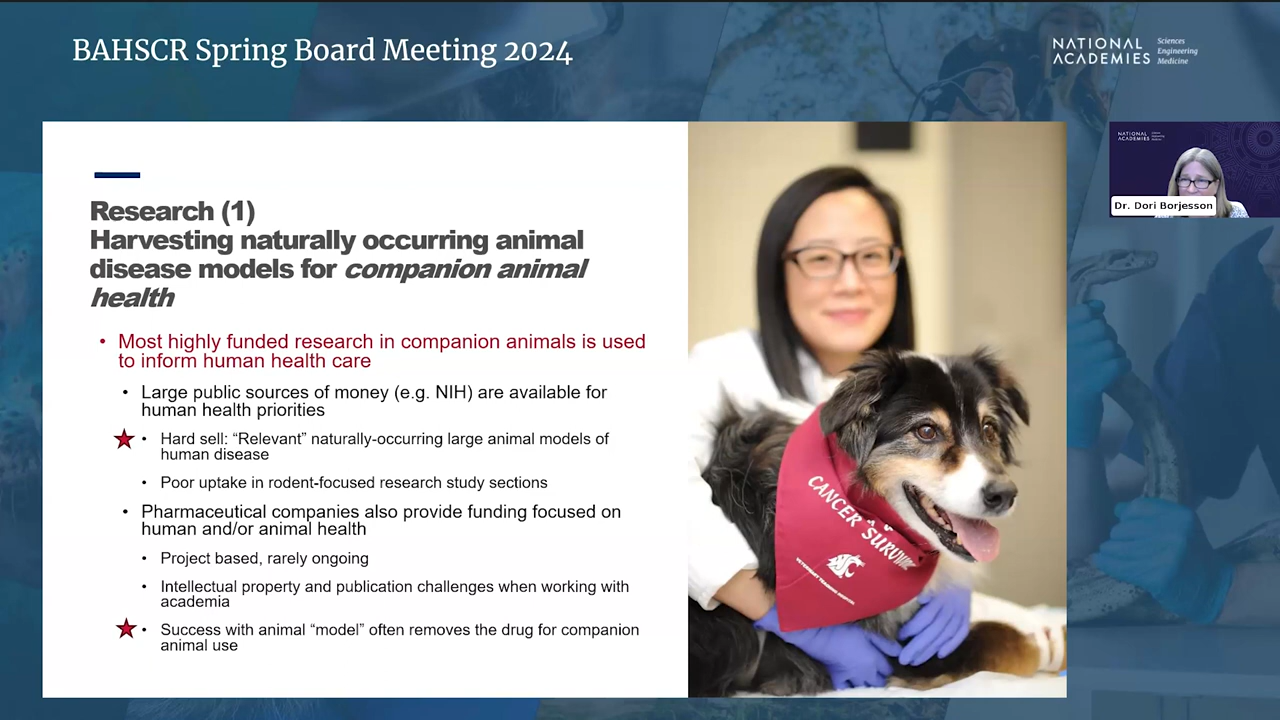 BAHSCR Spring Board Meeting 2024
NATIONAL
ACADEMIES
Sciences
Engineering
Medicine
Research (1)
Harvesting naturally occurring animal
disease models for companion animal
health
• Most highly funded research in companion animals is used
to inform human health care
• Large public sources of money (e.g. NIH) are available for
human health priorities
• Hard sell: “Relevant” naturally-occurring large animal models of
human disease
• Poor uptake in rodent-focused research study sections
• Pharmaceutical companies also provide funding focused on
human and/or animal health
• Project based, rarely ongoing
• Intellectual property and publication challenges when working with
academia
• Success with animal “model” often removes the drug for companion
animal use
CANCER
VETERINARY TEACHING HOSPITAL
NATIONAL
ACADEMIES
Dr. Dori Borjesson